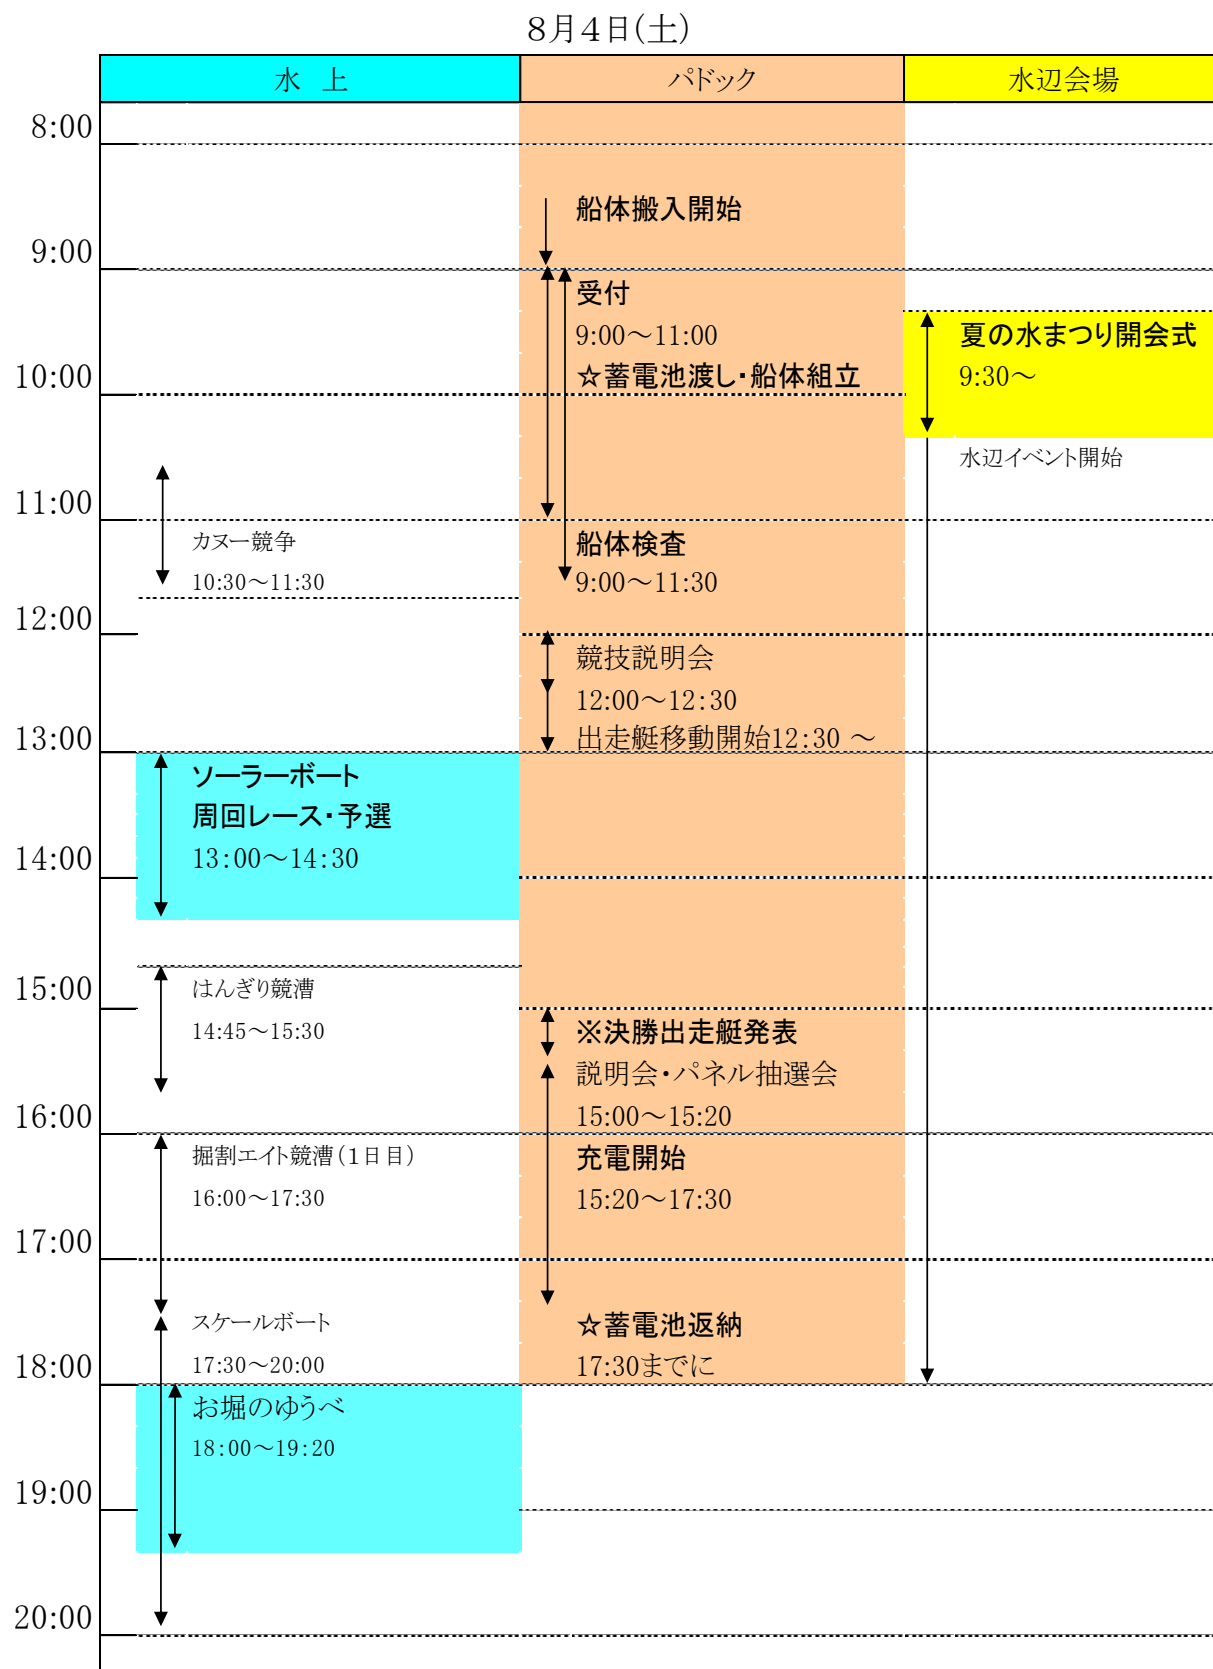 8月4日(土)
水　上
パドック
水辺会場
8:00
船体搬入開始
9:00
受付
9:00～11:00
☆蓄電池渡し・船体組立
夏の水まつり開会式
9:30～
10:00
水辺イベント開始
11:00
カヌー競争
10:30～11:30
船体検査
9:00～11:30
12:00
競技説明会
12:00～12:30
出走艇移動開始12:30 ～
13:00
ソーラーボート
周回レース・予選
13:00～14:30
14:00
はんぎり競漕
14:45～15:30
15:00
※決勝出走艇発表
説明会・パネル抽選会
15:00～15:20
16:00
掘割エイト競漕(1日目)
16:00～17:30
充電開始
15:20～17:30
17:00
スケールボート
17:30～20:00
☆蓄電池返納
17:30までに
18:00
お堀のゆうべ
18:00～19:20
19:00
20:00